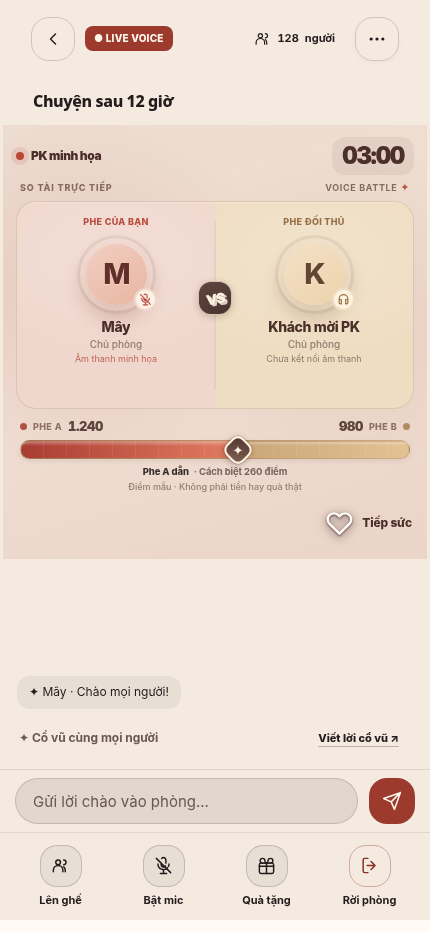 LIVE VOICE
128 người
Chuyện sau 12 giờ
PK minh họa
03:00
SO TÀI TRỰC TIẾP
VOICE BATTLE ✦
PHE CỦA BẠN
PHE ĐỐI THỦ
M
K
VS
Mây
Khách mời PK
Chủ phòng
Chủ phòng
Âm thanh minh họa
Chưa kết nối âm thanh
PHE A 1.240
980 PHE B
Phe A dẫn · Cách biệt 260 điểm
Điểm mẫu · Không phải tiền hay quà thật
Tiếp sức
✦ Mây · Chào mọi người!
✦ Cổ vũ cùng mọi người
Viết lời cổ vũ ↗
Gửi lời chào vào phòng...
Lên ghế
Bật mic
Quà tặng
Rời phòng